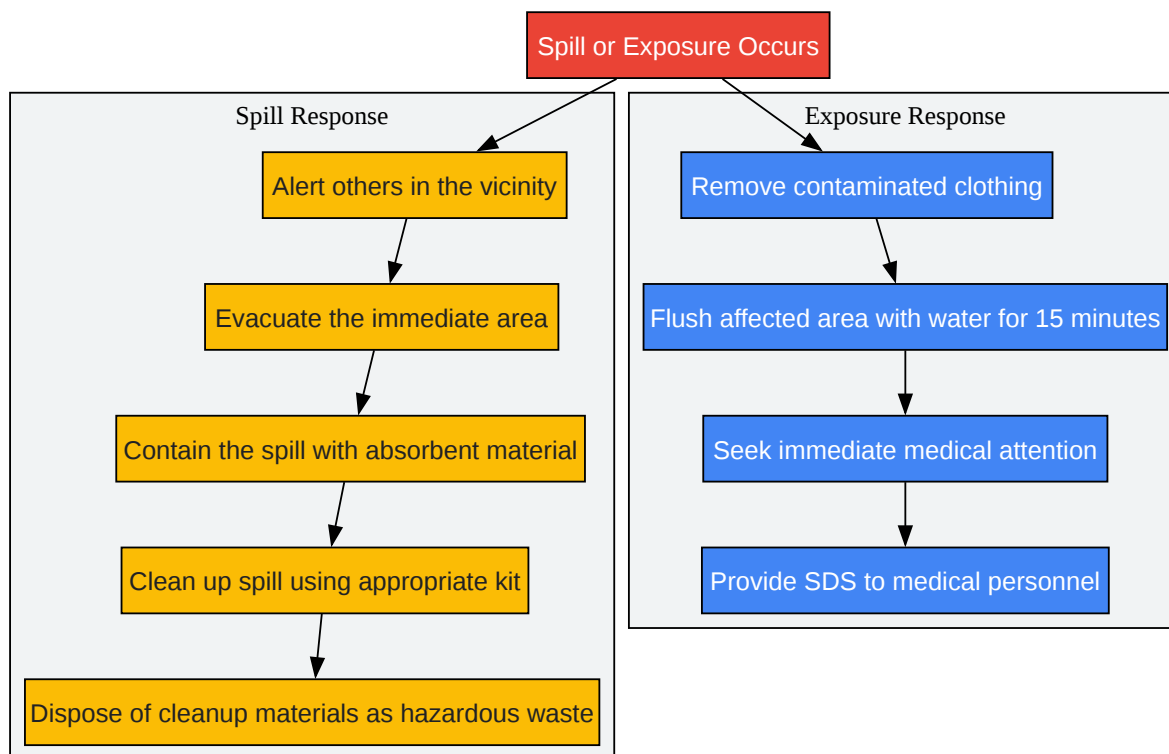 Spill or Exposure Occurs
Spill Response
Alert others in the vicinity
Evacuate the immediate area
Contain the spill with absorbent material
Clean up spill using appropriate kit
Dispose of cleanup materials as hazardous waste
Exposure Response
Remove contaminated clothing
Flush affected area with water for 15 minutes
Seek immediate medical attention
Provide SDS to medical personnel